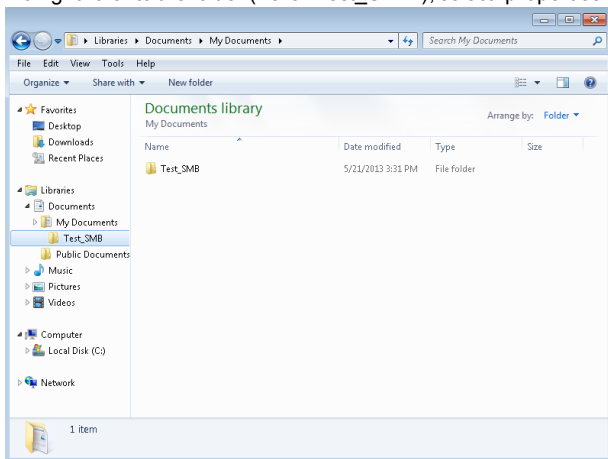 Libraries ▸ Documents ▸ My Documents ▸
Search My Documents
File Edit View Tools Help
Organize Share with New folder
Favorites
Desktop
Downloads
Recent Places
Libraries
Documents
My Documents
Test_SMB
Public Documents
Music
Pictures
Videos
Computer
Local Disk (C:)
Network
Documents library
My Documents
Arrange by: Folder
Name Date modified Type Size
Test_SMB 5/21/2013 3:31 PM File folder
1 item